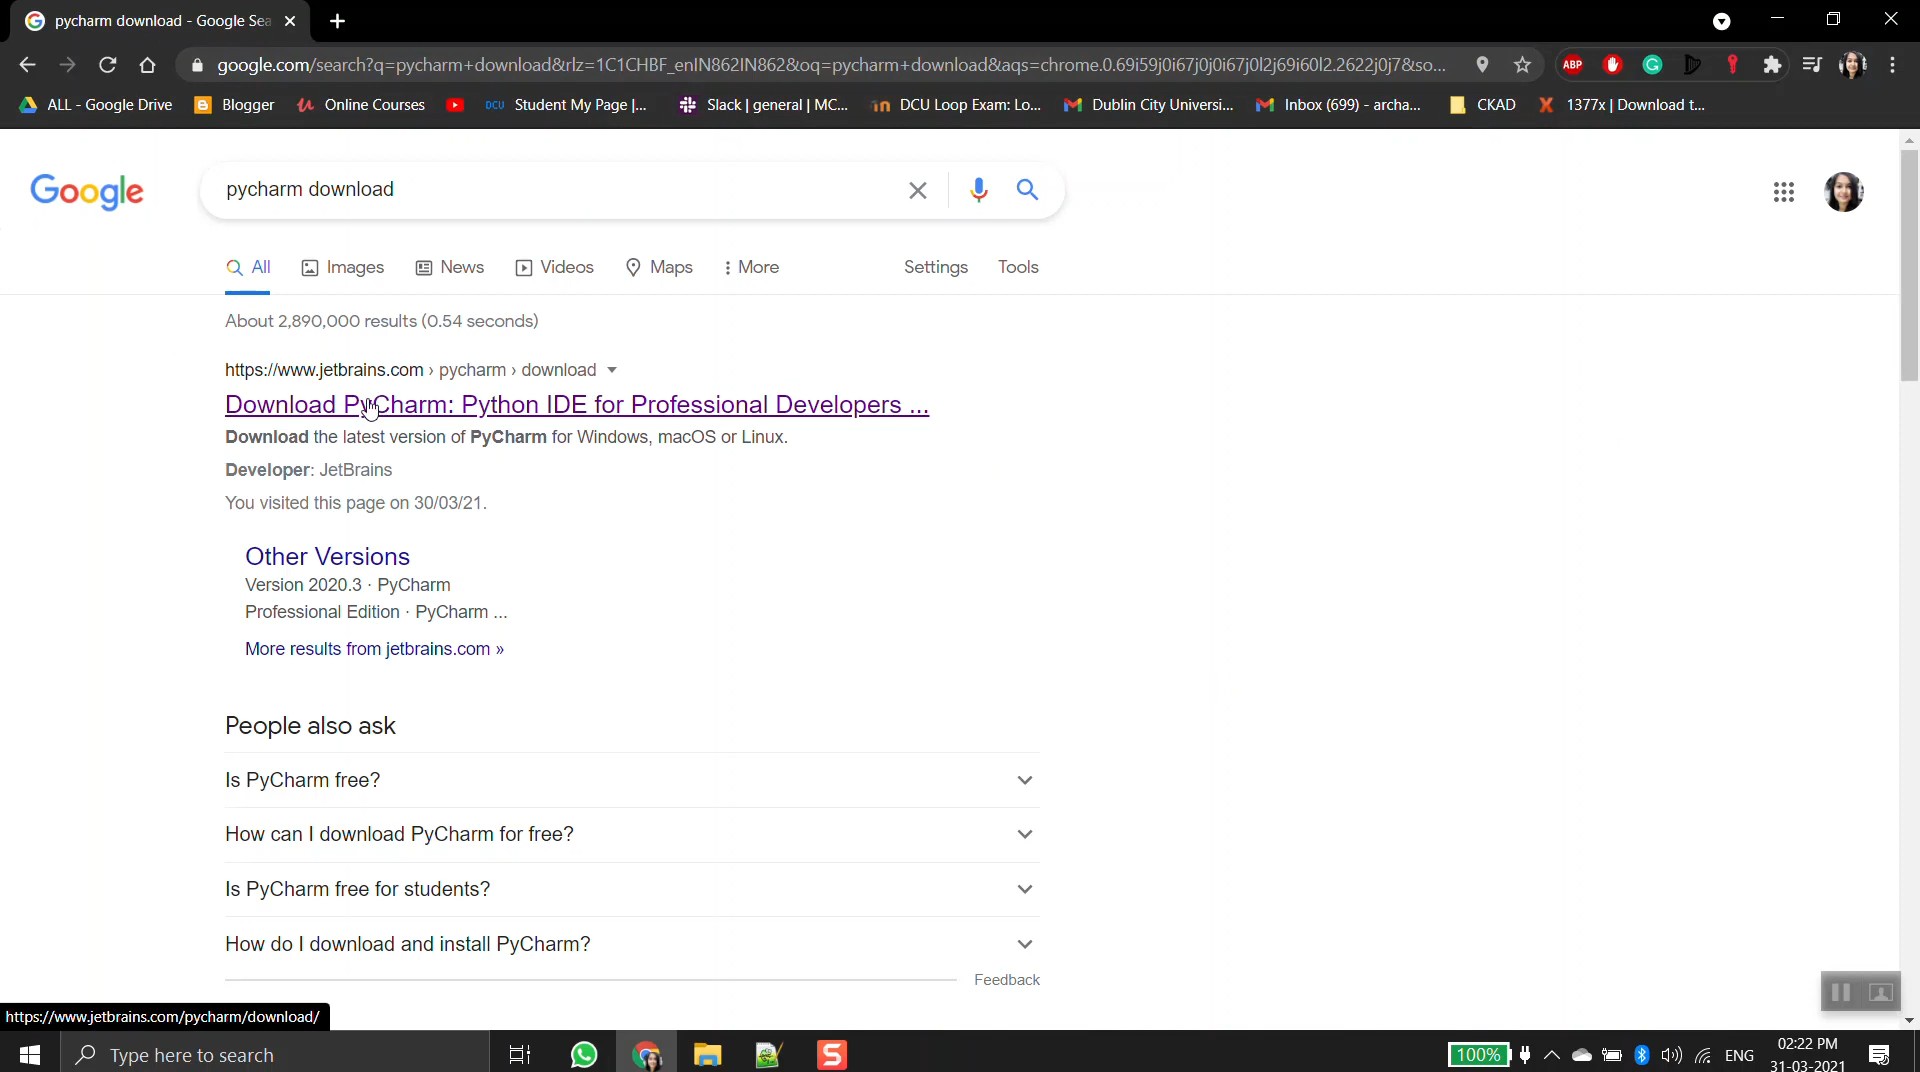 pycharm download - Google Sea
google.com/search?q=pycharm+download&rlz=1C1CHBF_enIN862IN862&oq=pycharm+download&aqs=chrome.0.69i59j0i67j0j0i67j0l2j69i60l2.2622j0j7&so...
ABP
ALL - Google Drive
Blogger
Online Courses
DCU Student My Page |...
Slack | general | MC...
DCU Loop Exam: Lo...
Dublin City Universi...
Inbox (699) - archa...
CKAD
1377x | Download t...
Google
pycharm download
All
Images
News
Videos
Maps
More
Settings
Tools
About 2,890,000 results (0.54 seconds)
https://www.jetbrains.com › pycharm › download
Download PyCharm: Python IDE for Professional Developers ...
Download the latest version of PyCharm for Windows, macOS or Linux.
Developer: JetBrains
You visited this page on 30/03/21.
Other Versions
Version 2020.3 · PyCharm
Professional Edition · PyCharm ...
More results from jetbrains.com »
People also ask
Is PyCharm free?
How can I download PyCharm for free?
Is PyCharm free for students?
How do I download and install PyCharm?
Feedback
https://www.jetbrains.com/pycharm/download/
Type here to search
100%
ENG
02:22 PM
31-03-2021